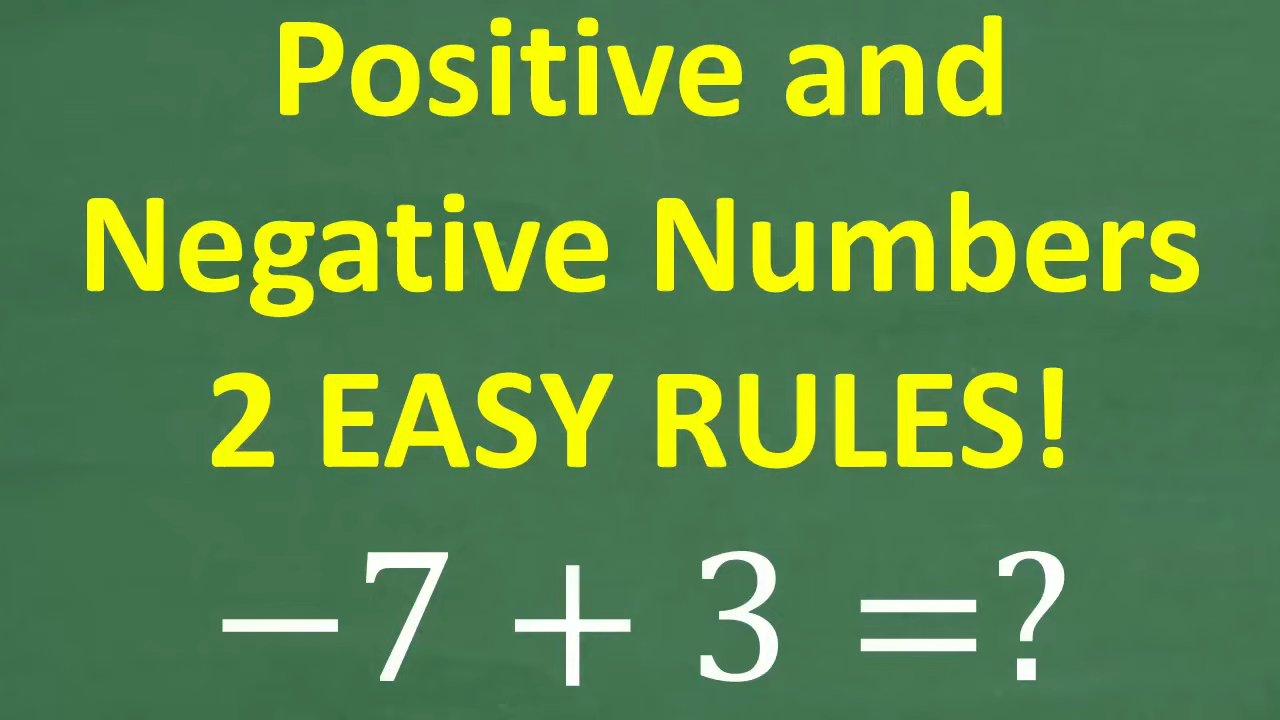 Positive and
Negative Numbers
2 EASY RULES!
−7 + 3 =?